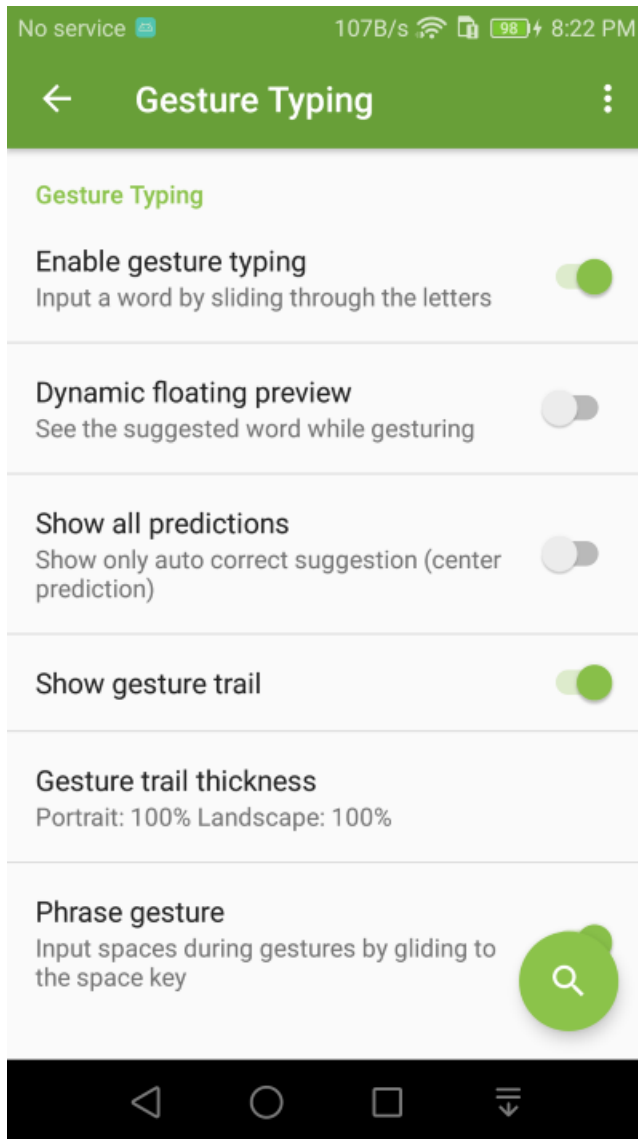 No service 107B/s 98 8:22 PM
Gesture Typing
Gesture Typing
Enable gesture typing
Input a word by sliding through the letters
Dynamic floating preview
See the suggested word while gesturing
Show all predictions
Show only auto correct suggestion (center
prediction)
Show gesture trail
Gesture trail thickness
Portrait: 100% Landscape: 100%
Phrase gesture
Input spaces during gestures by gliding to
the space key